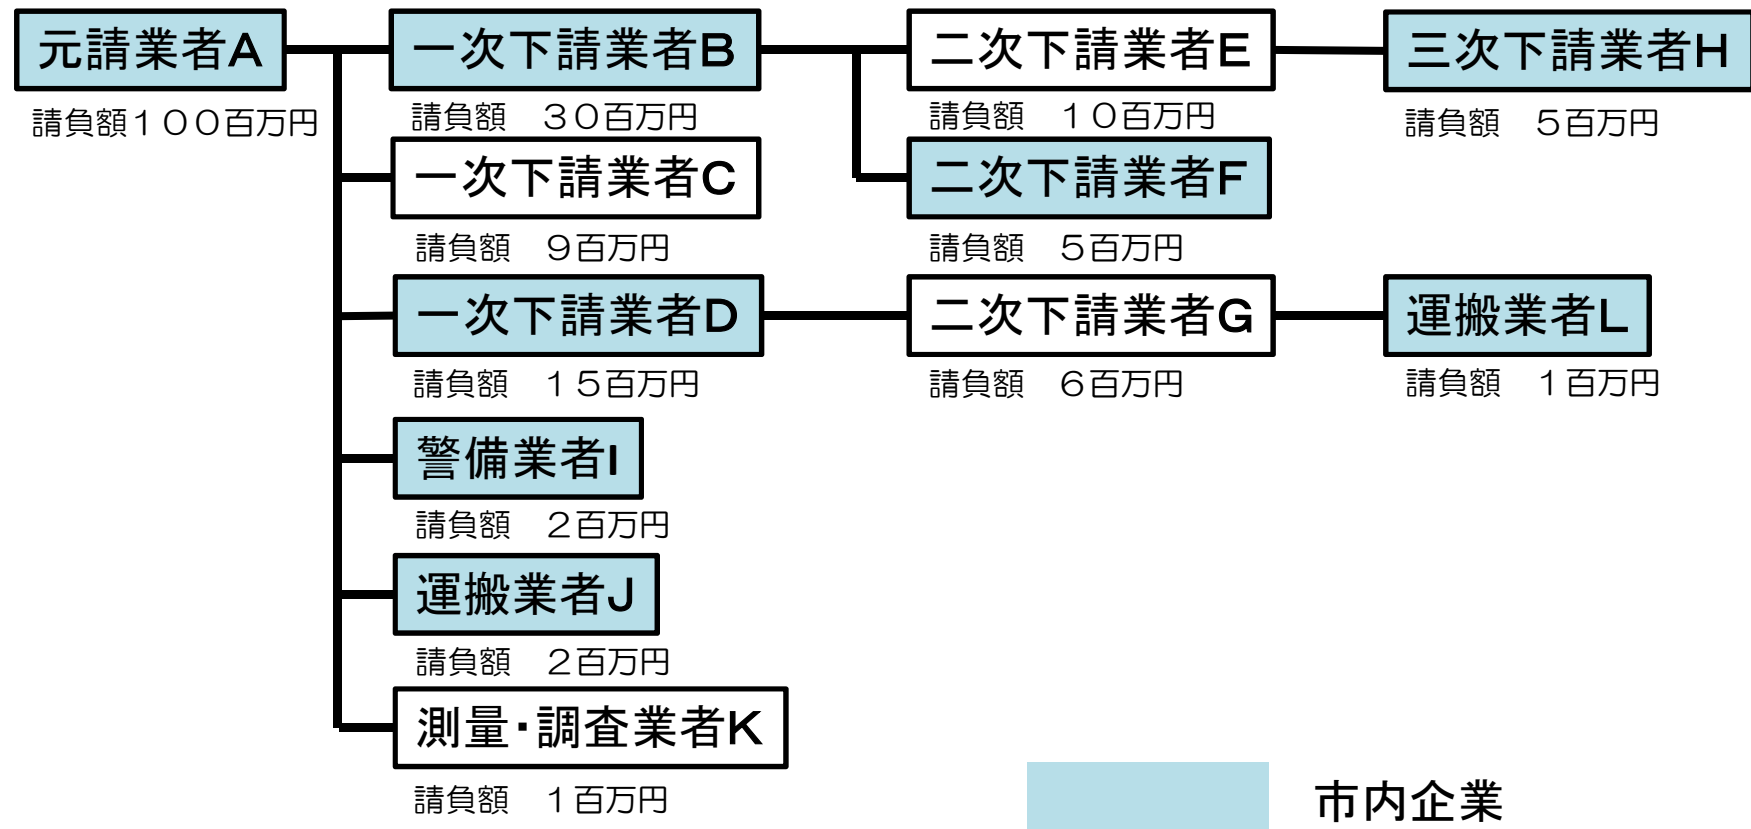 元請業者A
請負額１００百万円
一次下請業者B
請負額　３０百万円
二次下請業者E
請負額　１０百万円
三次下請業者H
請負額　５百万円
一次下請業者C
請負額　９百万円
二次下請業者F
請負額　５百万円
一次下請業者D
請負額　１５百万円
二次下請業者G
請負額　６百万円
運搬業者L
請負額　１百万円
警備業者I
請負額　２百万円
運搬業者J
請負額　２百万円
測量・調査業者K
請負額　１百万円
市内企業